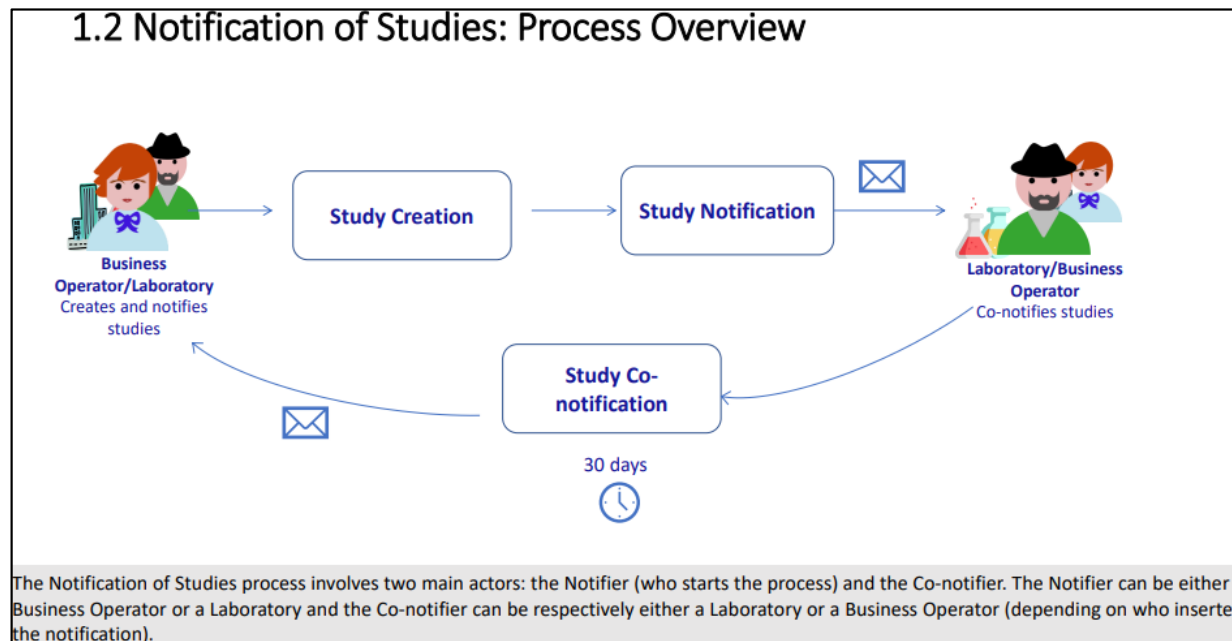 1.2 Notification of Studies: Process Overview
Study Creation
Study Notification
Business
Operator/Laboratory
Creates and notifies
studies
Laboratory/Business
Operator
Co-notifies studies
Study Co-
notification
30 days
The Notification of Studies process involves two main actors: the Notifier (who starts the process) and the Co-notifier. The Notifier can be either
Business Operator or a Laboratory and the Co-notifier can be respectively either a Laboratory or a Business Operator (depending on who inserte
the notification).